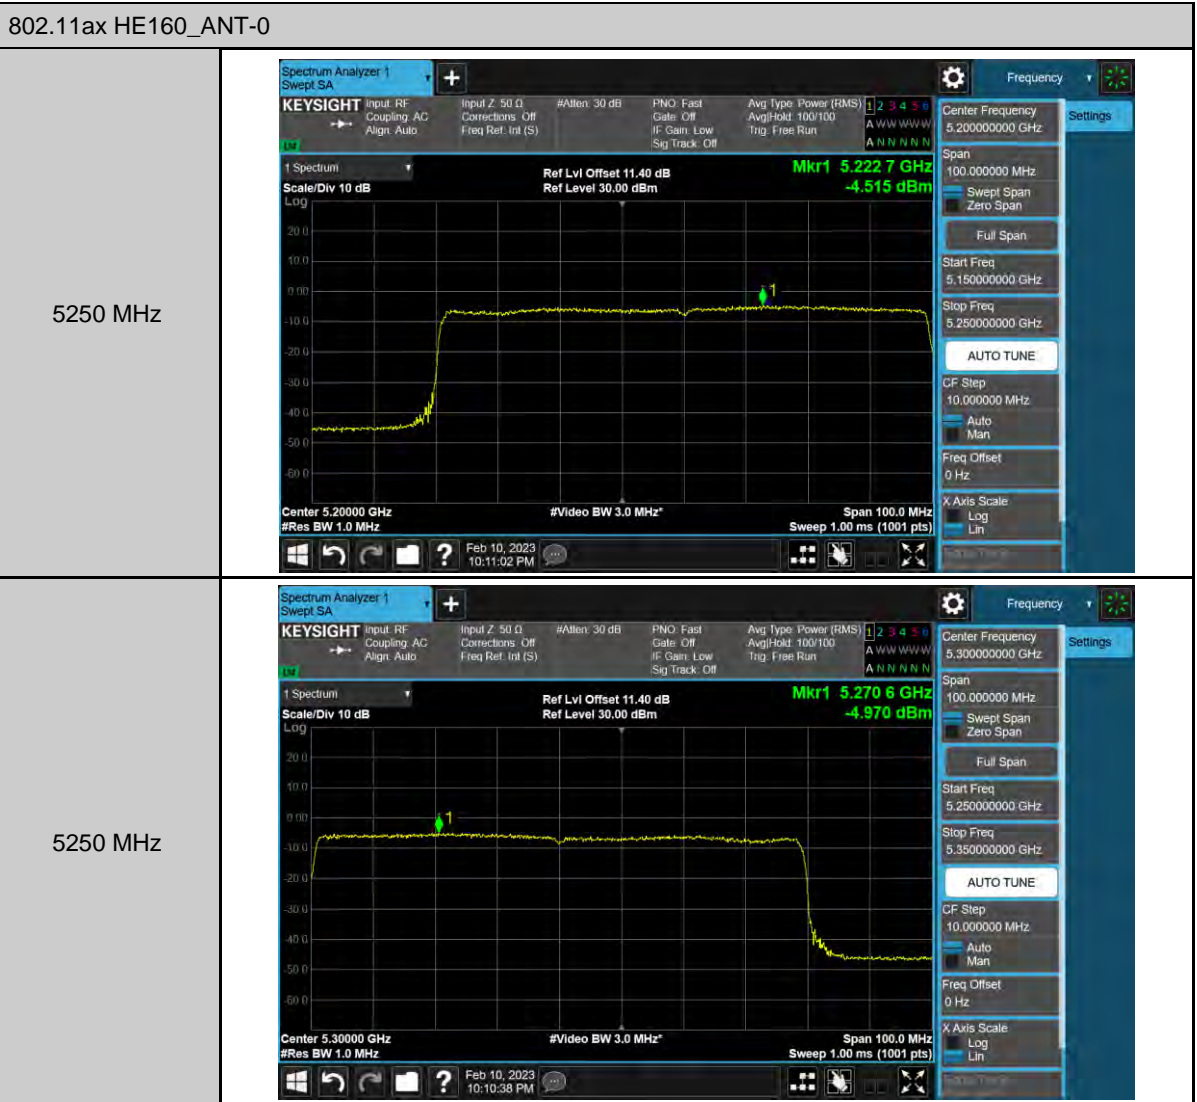 802.11ax HE160_ANT-0
5250 MHz
Spectrum Analyzer 1
Swept SA
+
Frequency
KEYSIGHT
Input: RF
Coupling: AC
Align: Auto
Input Z: 50 Ω
Corrections: Off
Freq Ref: Int (S)
#Atten: 30 dB
PNO: Fast
Gate: Off
IF Gain: Low
Sig Track: Off
Avg Type: Power (RMS)
Avg|Hold: 100/100
Trig: Free Run
1 2 3 4 5 6
A W W W W W
A N N N N N
1 Spectrum
Scale/Div 10 dB
Log
Ref Lvl Offset 11.40 dB
Ref Level 30.00 dBm
Mkr1 5.222 7 GHz
-4.515 dBm
20.0
10.0
0.00
-10.0
-20.0
-30.0
-40.0
-50.0
-60.0
1
Center 5.20000 GHz
#Res BW 1.0 MHz
#Video BW 3.0 MHz*
Span 100.0 MHz
Sweep 1.00 ms (1001 pts)
Feb 10, 2023
10:11:02 PM
?
Center Frequency
5.200000000 GHz
Settings
Span
100.000000 MHz
Swept Span
Zero Span
Full Span
Start Freq
5.150000000 GHz
Stop Freq
5.250000000 GHz
AUTO TUNE
CF Step
10.000000 MHz
Auto
Man
Freq Offset
0 Hz
X Axis Scale
Log
Lin
5250 MHz
Spectrum Analyzer 1
Swept SA
+
Frequency
KEYSIGHT
Input: RF
Coupling: AC
Align: Auto
Input Z: 50 Ω
Corrections: Off
Freq Ref: Int (S)
#Atten: 30 dB
PNO: Fast
Gate: Off
IF Gain: Low
Sig Track: Off
Avg Type: Power (RMS)
Avg|Hold: 100/100
Trig: Free Run
1 2 3 4 5 6
A W W W W W
A N N N N N
1 Spectrum
Scale/Div 10 dB
Log
Ref Lvl Offset 11.40 dB
Ref Level 30.00 dBm
Mkr1 5.270 6 GHz
-4.970 dBm
20.0
10.0
0.00
-10.0
-20.0
-30.0
-40.0
-50.0
-60.0
1
Center 5.30000 GHz
#Res BW 1.0 MHz
#Video BW 3.0 MHz*
Span 100.0 MHz
Sweep 1.00 ms (1001 pts)
Feb 10, 2023
10:10:38 PM
?
Center Frequency
5.300000000 GHz
Settings
Span
100.000000 MHz
Swept Span
Zero Span
Full Span
Start Freq
5.250000000 GHz
Stop Freq
5.350000000 GHz
AUTO TUNE
CF Step
10.000000 MHz
Auto
Man
Freq Offset
0 Hz
X Axis Scale
Log
Lin